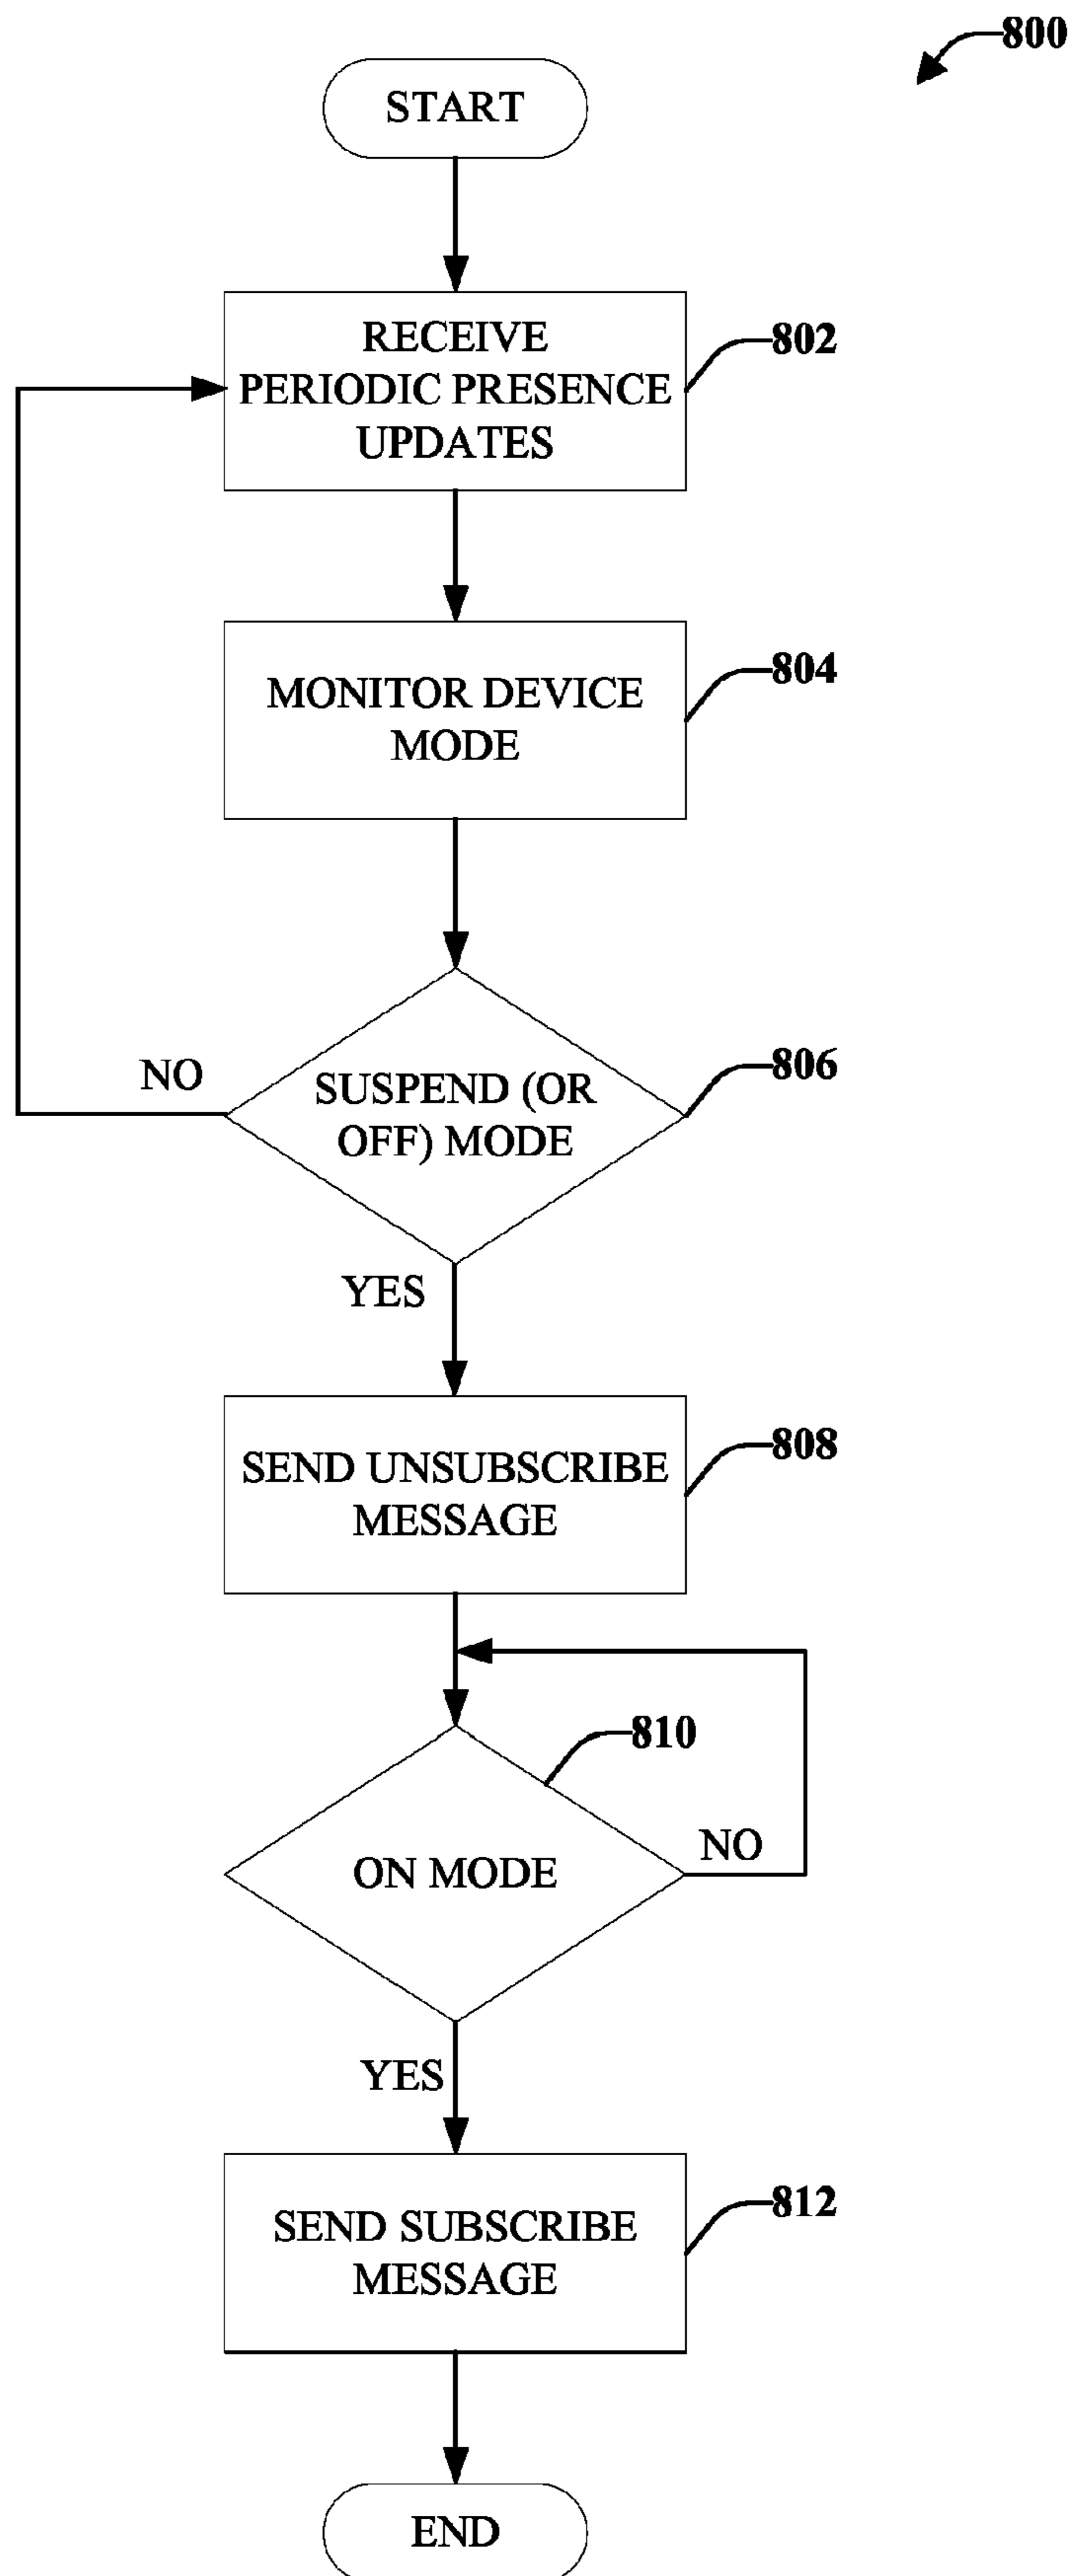 800
START
RECEIVE
PERIODIC PRESENCE
UPDATES
802
MONITOR DEVICE
MODE
804
SUSPEND (OR
OFF) MODE
806
NO
YES
SEND UNSUBSCRIBE
MESSAGE
808
810
ON MODE
NO
YES
SEND SUBSCRIBE
MESSAGE
812
END